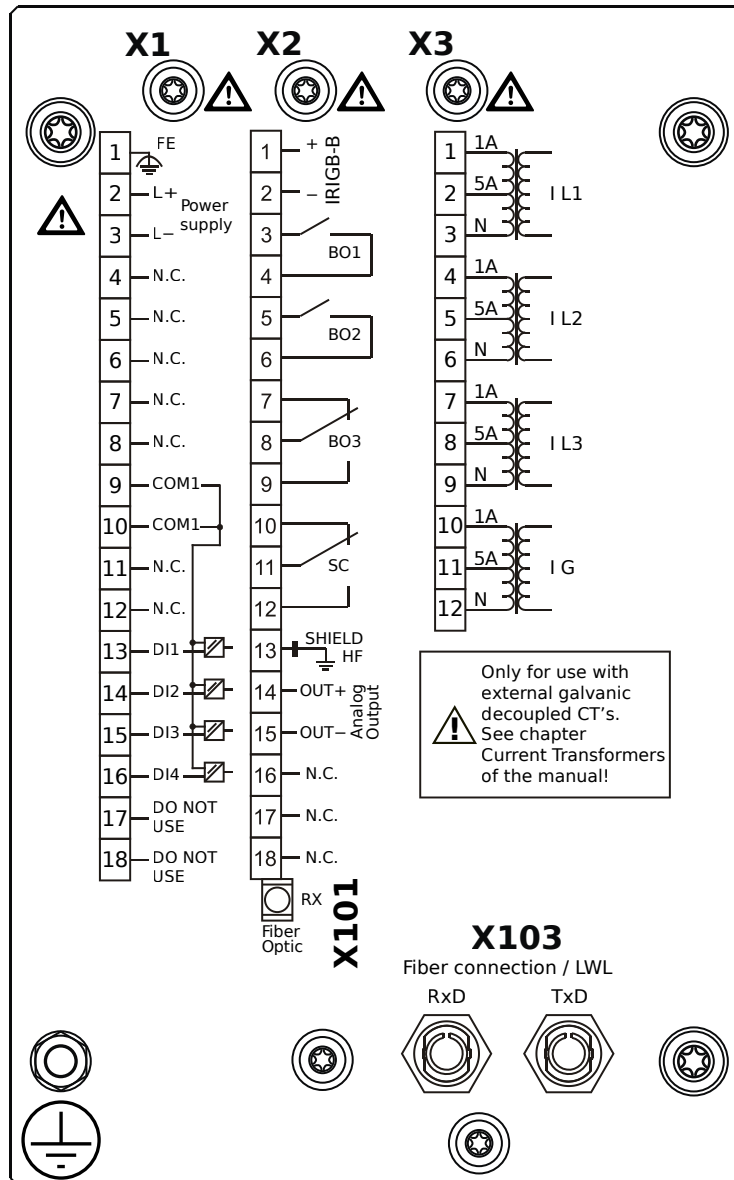 X1
X2
X3
1 FE
2 L+
Power
supply
3 L−
4 N.C.
5 N.C.
6 N.C.
7 N.C.
8 N.C.
9 COM1
10 COM1
11 N.C.
12 N.C.
13 DI1
14 DI2
15 DI3
16 DI4
17 DO NOT
USE
18 DO NOT
USE
1 +
2 −
IRIGB-B
3
BO1
4
5
BO2
6
7
8 BO3
9
10
11 SC
12
13 SHIELD
HF
14 OUT+
15 OUT−
Analog
Output
16 N.C.
17 N.C.
18 N.C.
RX
Fiber
Optic
X101
1 1A
2 5A I L1
3 N
4 1A
5 5A I L2
6 N
7 1A
8 5A I L3
9 N
10 1A
11 5A I G
12 N
Only for use with
external galvanic
decoupled CT's.
See chapter
Current Transformers
of the manual!
X103
Fiber connection / LWL
RxD TxD